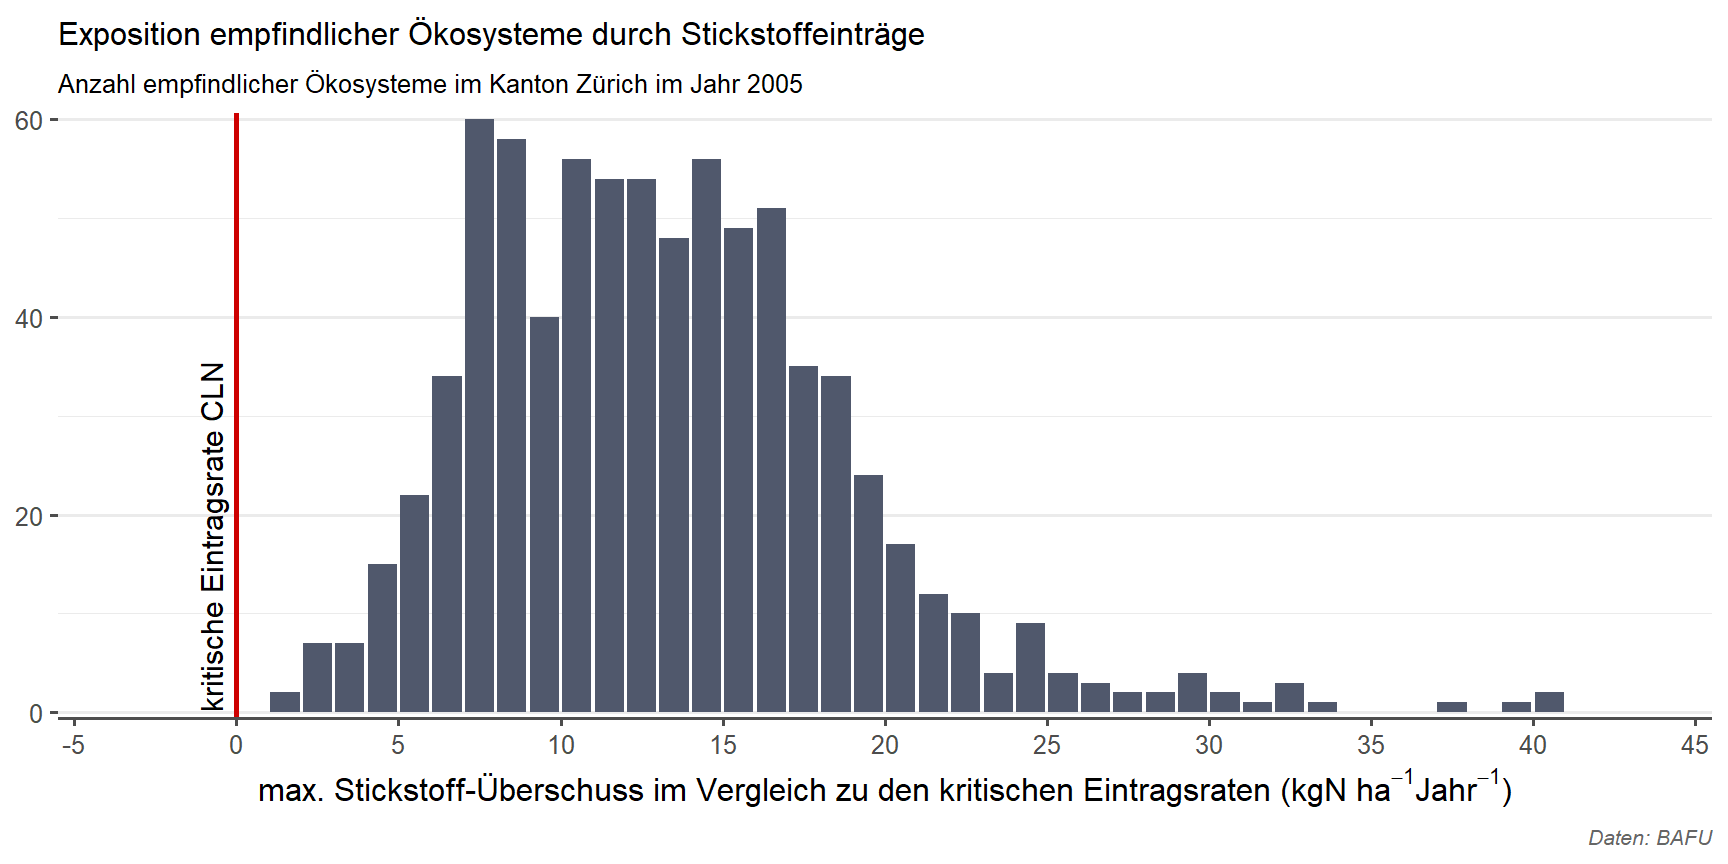 Exposition empfindlicher Ökosysteme durch Stickstoffeinträge
Anzahl empfindlicher Ökosysteme im Kanton Zürich im Jahr 2005
60
40
20
0
kritische Eintragsrate CLN
-5 0 5 10 15 20 25 30 35 40 45
max. Stickstoff-Überschuss im Vergleich zu den kritischen Eintragsraten (kgN ha⁻¹Jahr⁻¹)
Daten: BAFU